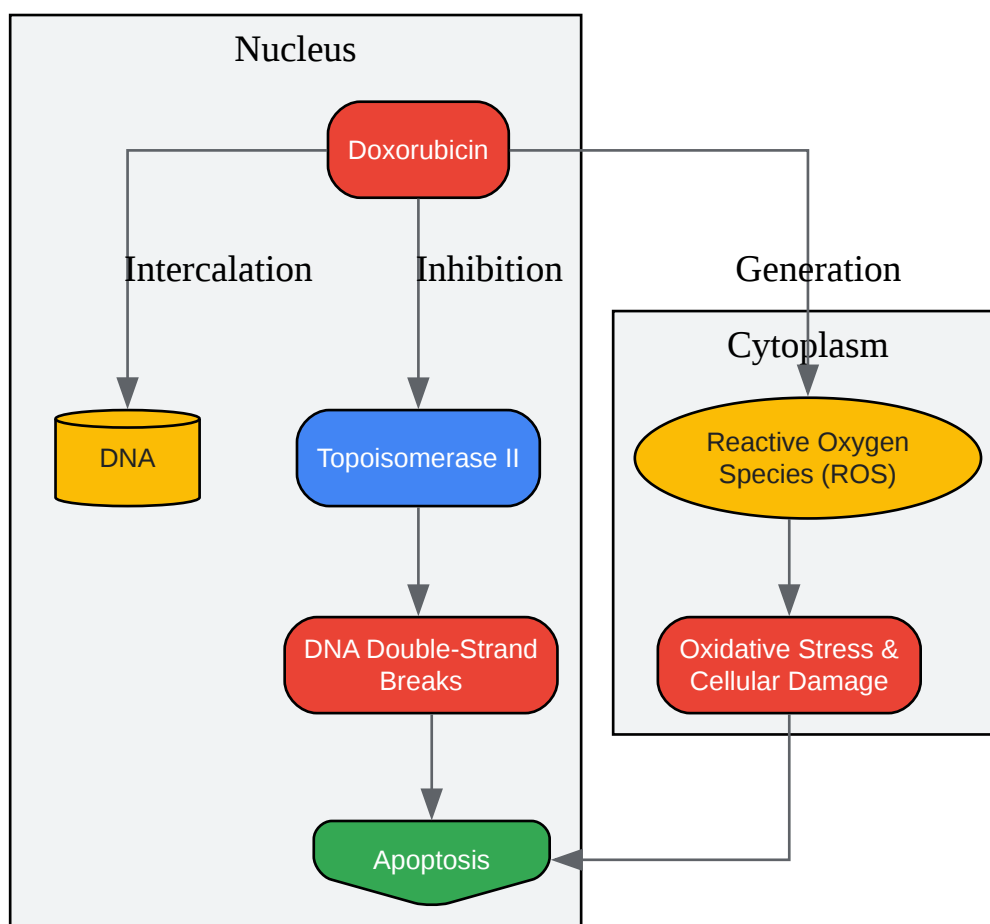 Nucleus
Doxorubicin
Intercalation
Inhibition
Generation
Cytoplasm
DNA
Topoisomerase II
Reactive Oxygen
Species (ROS)
DNA Double-Strand
Breaks
Oxidative Stress &
Cellular Damage
Apoptosis